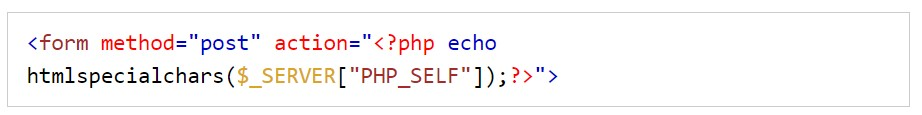 <form method="post" action="<?php echo
htmlspecialchars($_SERVER["PHP_SELF"]);?>">